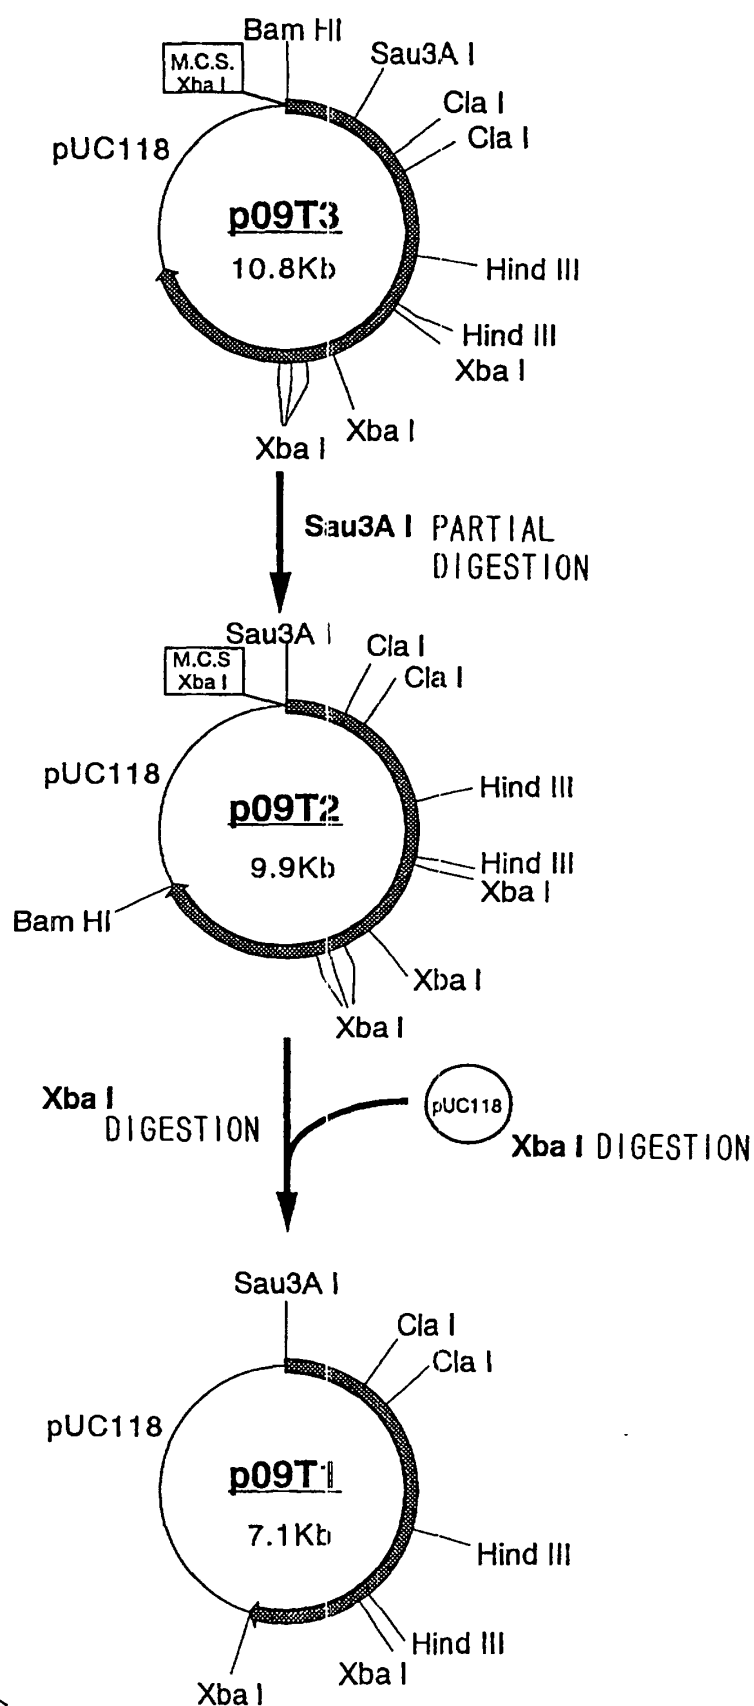 Bam HI
M.C.S.
Xba I
Sau3A I
Cla I
Cla I
pUC118
p09T3
10.8Kb
Hind III
Hind III
Xba I
Xba I
Xba I
Sau3A I PARTIAL
DIGESTION
Sau3A I
M.C.S
Xba I
Cla I
Cla I
pUC118
p09T2
9.9Kb
Hind III
Hind III
Xba I
Bam HI
Xba I
Xba I
Xba I
DIGESTION
pUC118
Xba I DIGESTION
Sau3A I
Cla I
Cla I
pUC118
p09T1
7.1Kb
Hind III
Hind III
Xba I
Xba I